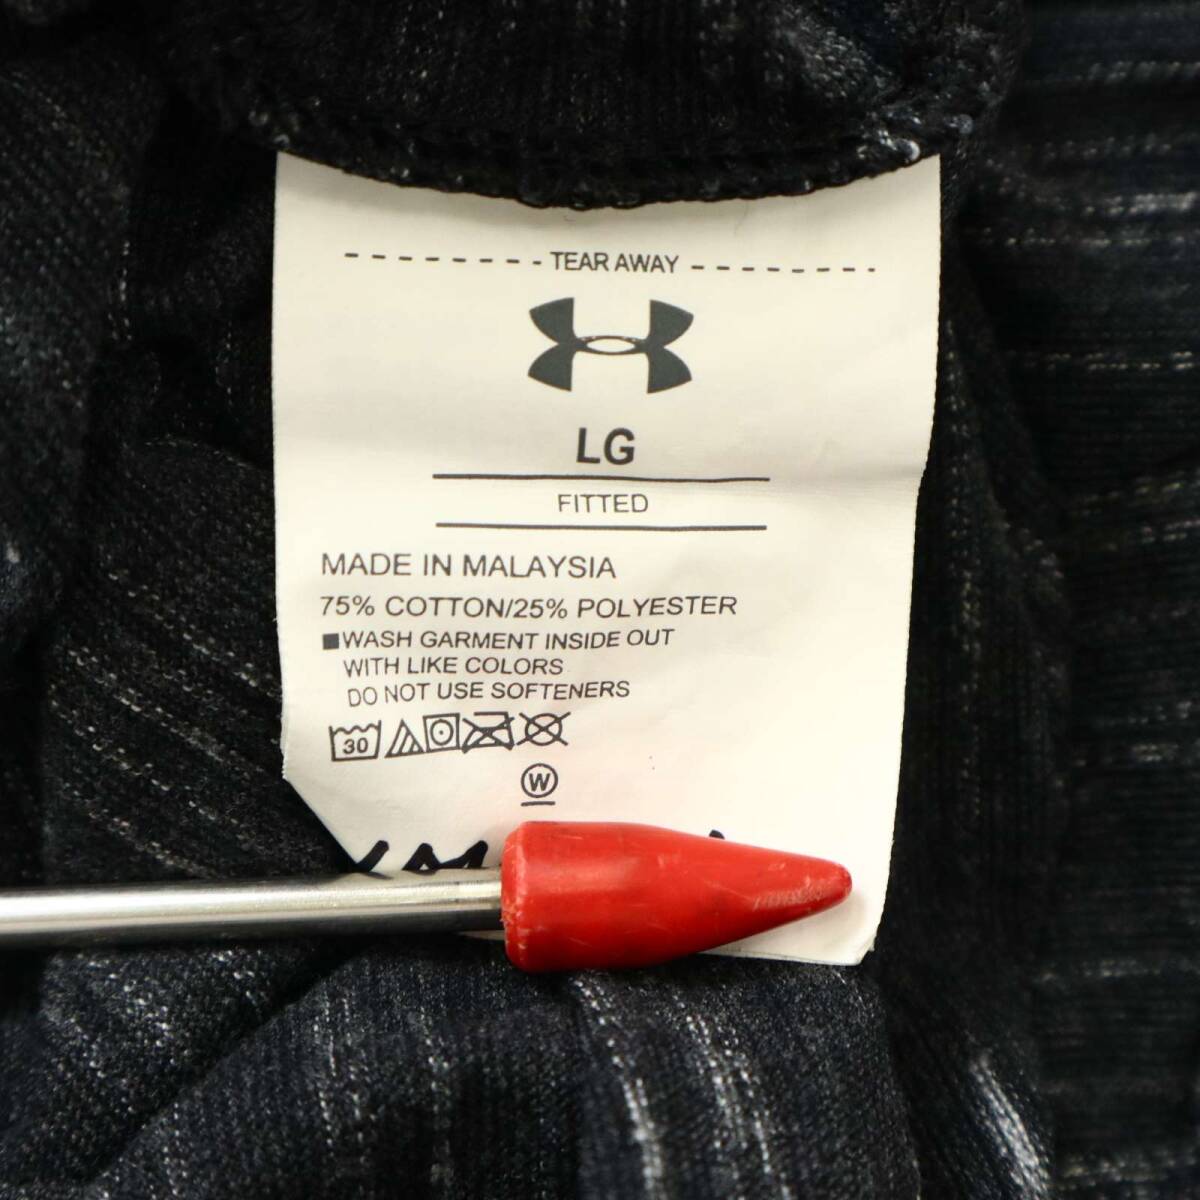 TEAR AWAY
LG
FITTED
MADE IN MALAYSIA
75% COTTON/25% POLYESTER
■WASH GARMENT INSIDE OUT
WITH LIKE COLORS
DO NOT USE SOFTENERS
30
W